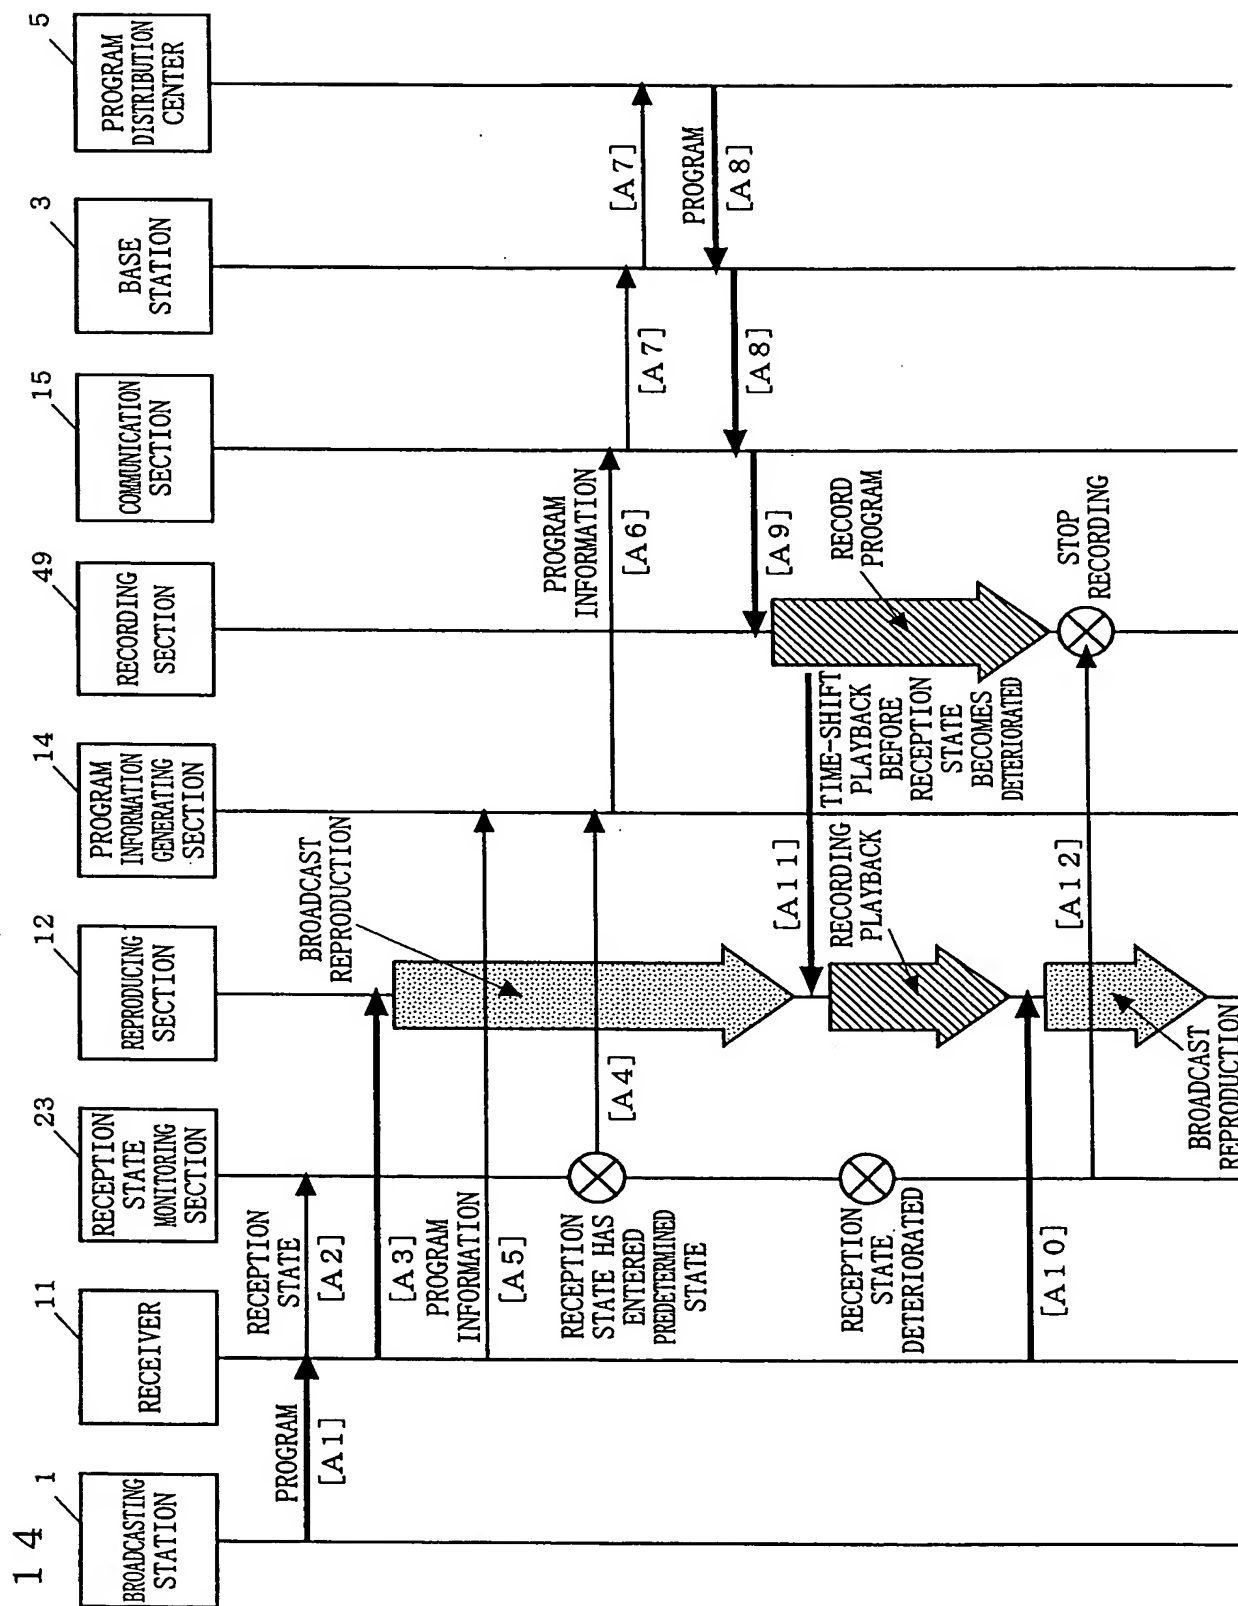 14
1
BROADCASTING
STATION
11
RECEIVER
23
RECEPTION
STATE
MONITORING
SECTION
12
REPRODUCING
SECTION
14
PROGRAM
INFORMATION
GENERATING
SECTION
49
RECORDING
SECTION
15
COMMUNICATION
SECTION
3
BASE
STATION
5
PROGRAM
DISTRIBUTION
CENTER
PROGRAM
[A1]
RECEPTION
STATE
[A2]
[A3]
PROGRAM
INFORMATION
[A5]
BROADCAST
REPRODUCTION
RECEPTION
STATE HAS
ENTERED
PREDETERMINED
STATE
[A4]
PROGRAM
INFORMATION
[A6]
[A7]
[A7]
PROGRAM
[A8]
[A8]
[A9]
RECORD
PROGRAM
[A11]
TIME-SHIFT
PLAYBACK
BEFORE
RECEPTION
STATE
BECOMES
DETERIORATED
RECORDING
PLAYBACK
RECEPTION
STATE
DETERIORATED
[A10]
[A12]
STOP
RECORDING
BROADCAST
REPRODUCTION